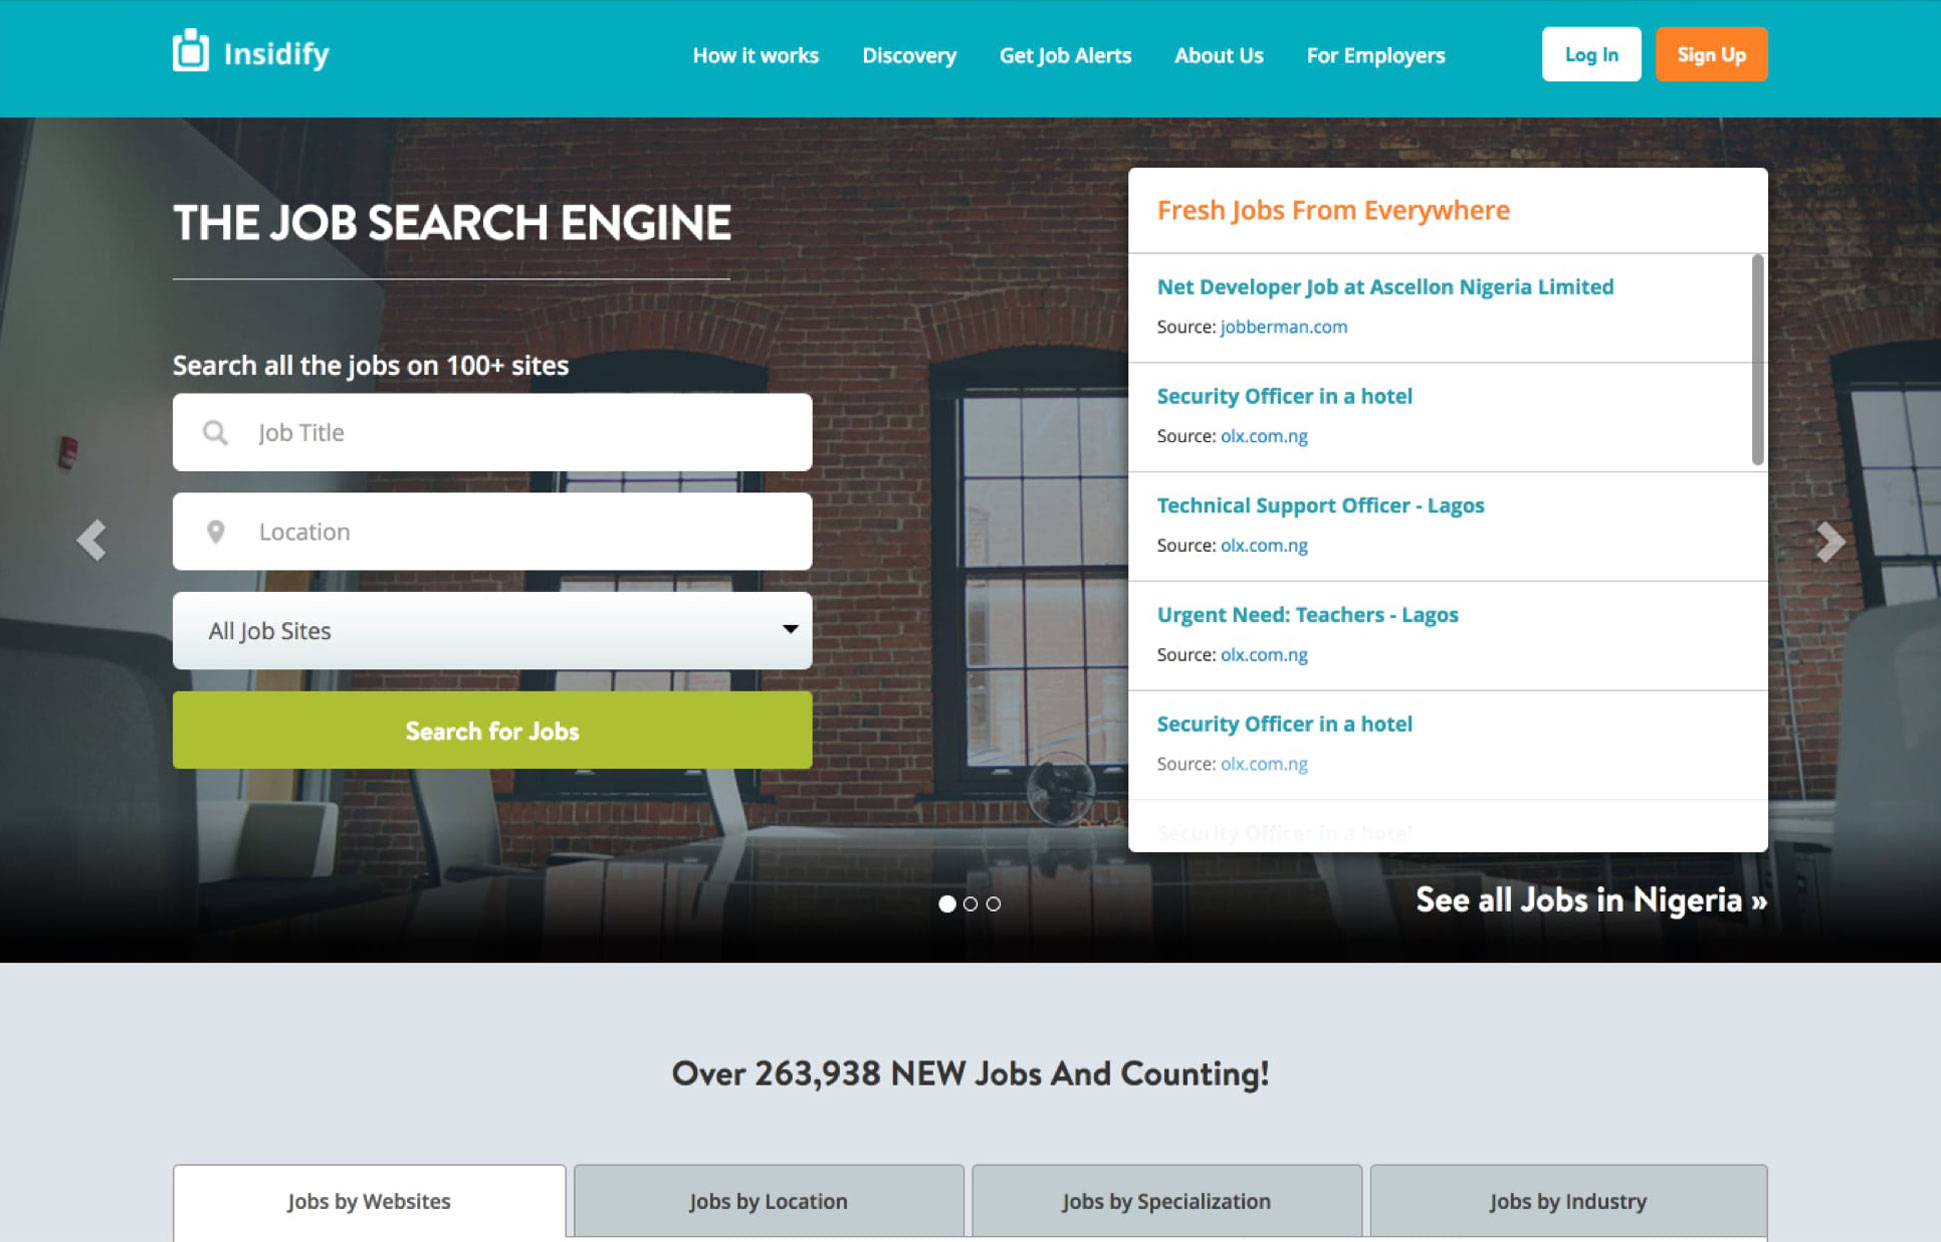 Insidify
How it works
Discovery
Get Job Alerts
About Us
For Employers
Log In
Sign Up
THE JOB SEARCH ENGINE
Search all the jobs on 100+ sites
Job Title
Location
All Job Sites
Search for Jobs
Fresh Jobs From Everywhere
Net Developer Job at Ascellon Nigeria Limited
Source: jobberman.com
Security Officer in a hotel
Source: olx.com.ng
Technical Support Officer - Lagos
Source: olx.com.ng
Urgent Need: Teachers - Lagos
Source: olx.com.ng
Security Officer in a hotel
Source: olx.com.ng
Security Officer in a hotel
See all Jobs in Nigeria »
Over 263,938 NEW Jobs And Counting!
Jobs by Websites
Jobs by Location
Jobs by Specialization
Jobs by Industry